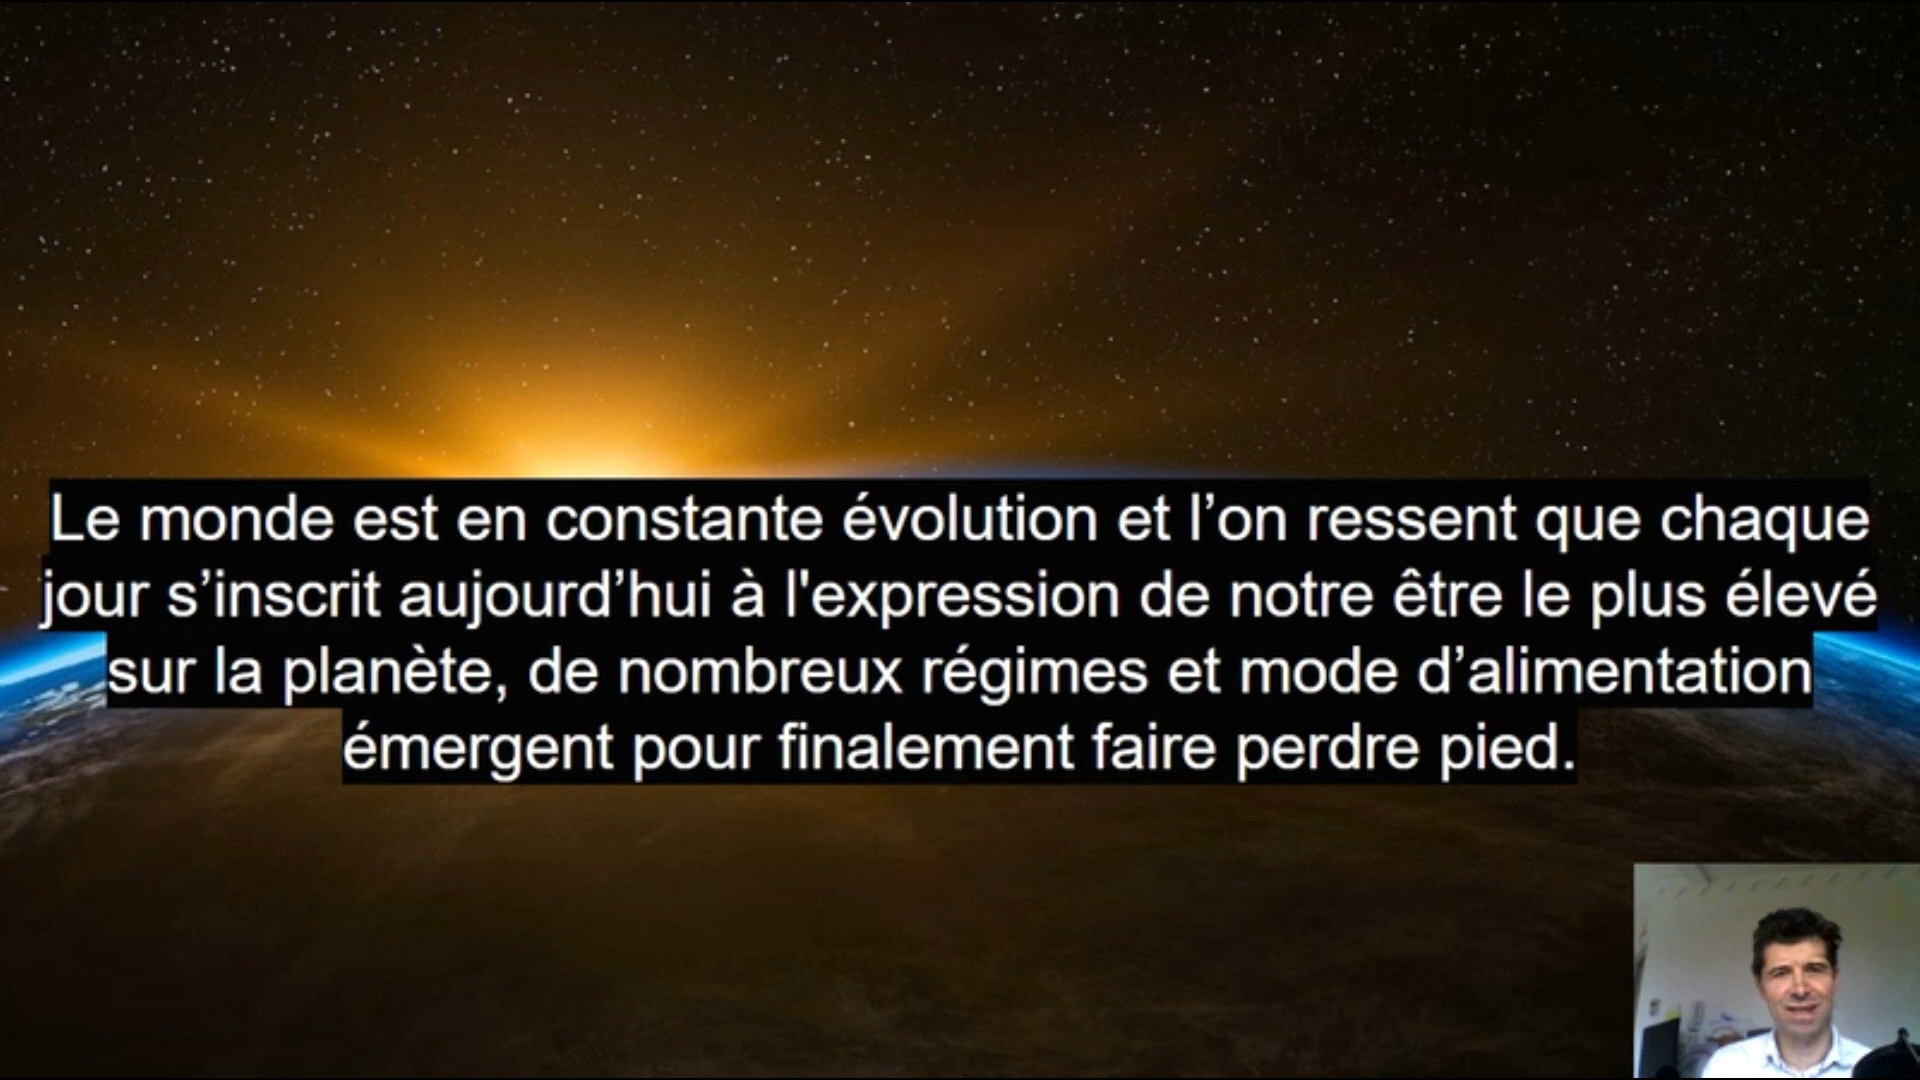 Le monde est en constante évolution et l’on ressent que chaque
jour s’inscrit aujourd’hui à l'expression de notre être le plus élevé
sur la planète, de nombreux régimes et mode d’alimentation
émergent pour finalement faire perdre pied.